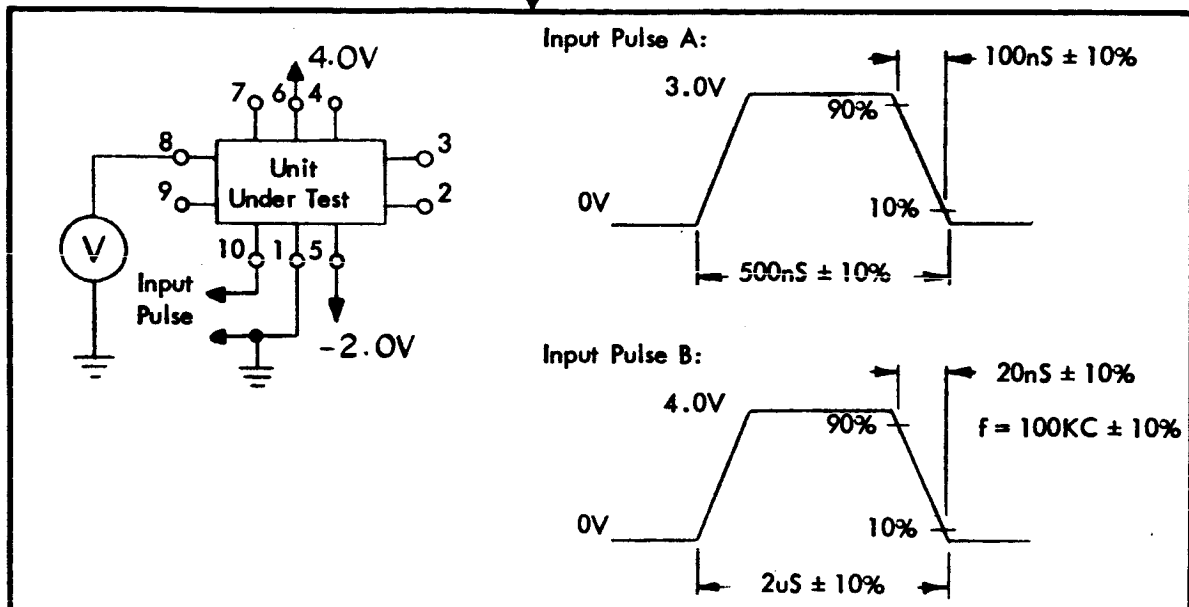 4.0V
7 6 4
8
3
Unit
Under Test
9
2
V
10 1 5
Input
Pulse
-2.0V
Input Pulse A:
100nS ± 10%
3.0V
90%
0V
10%
500nS ± 10%
Input Pulse B:
20nS ± 10%
4.0V
90%
f = 100KC ± 10%
0V
10%
2uS ± 10%